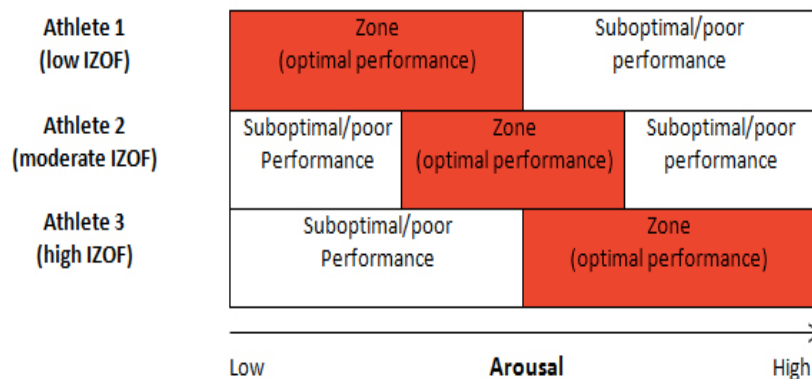 Athlete 1
(low IZOF)
Zone
(optimal performance)
Suboptimal/poor
performance
Athlete 2
(moderate IZOF)
Suboptimal/poor
Performance
Zone
(optimal performance)
Suboptimal/poor
performance
Athlete 3
(high IZOF)
Suboptimal/poor
Performance
Zone
(optimal performance)
Low Arousal High